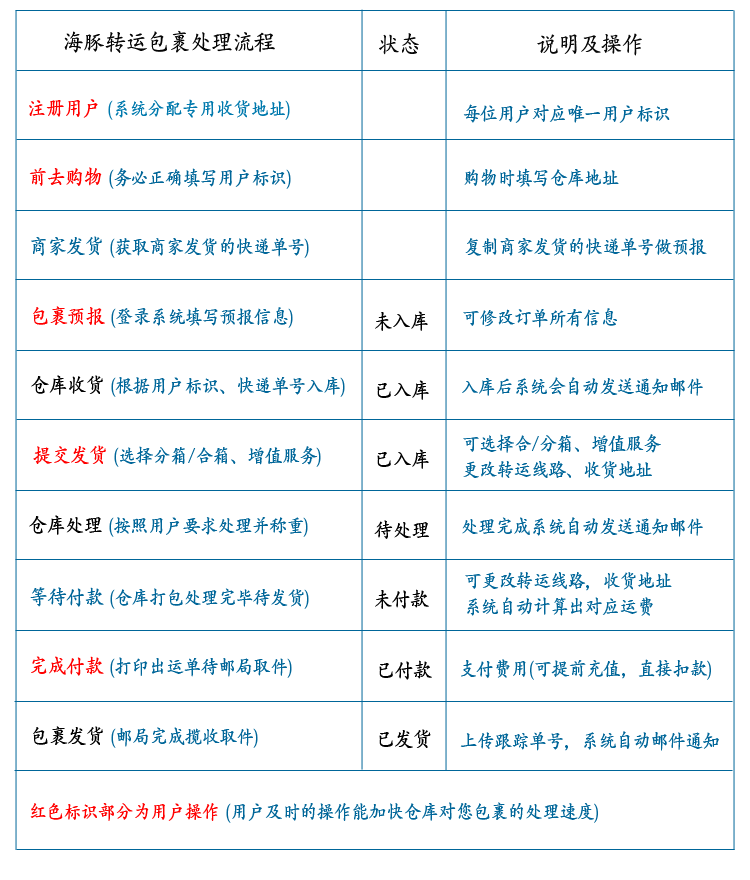 海豚转运包裹处理流程 状态 说明及操作
注册用户 (系统分配专用收货地址) 每位用户对应唯一用户标识
前去购物 (务必正确填写用户标识) 购物时填写仓库地址
商家发货 (获取商家发货的快递单号) 复制商家发货的快递单号做预报
包裹预报 (登录系统填写预报信息) 未入库 可修改订单所有信息
仓库收货 (根据用户标识、快递单号入库) 已入库 入库后系统会自动发送通知邮件
提交发货 (选择分箱/合箱、增值服务) 已入库 可选择合/分箱、增值服务
更改转运线路、收货地址
仓库处理 (按照用户要求处理并称重) 待处理 处理完成系统自动发送通知邮件
等待付款 (仓库打包处理完毕待发货) 未付款 可更改转运线路，收货地址
系统自动计算出对应运费
完成付款 (打印出运单待邮局取件) 已付款 支付费用(可提前充值，直接扣款)
包裹发货 (邮局完成揽收取件) 已发货 上传跟踪单号，系统自动邮件通知
红色标识部分为用户操作 (用户及时的操作能加快仓库对您包裹的处理速度)